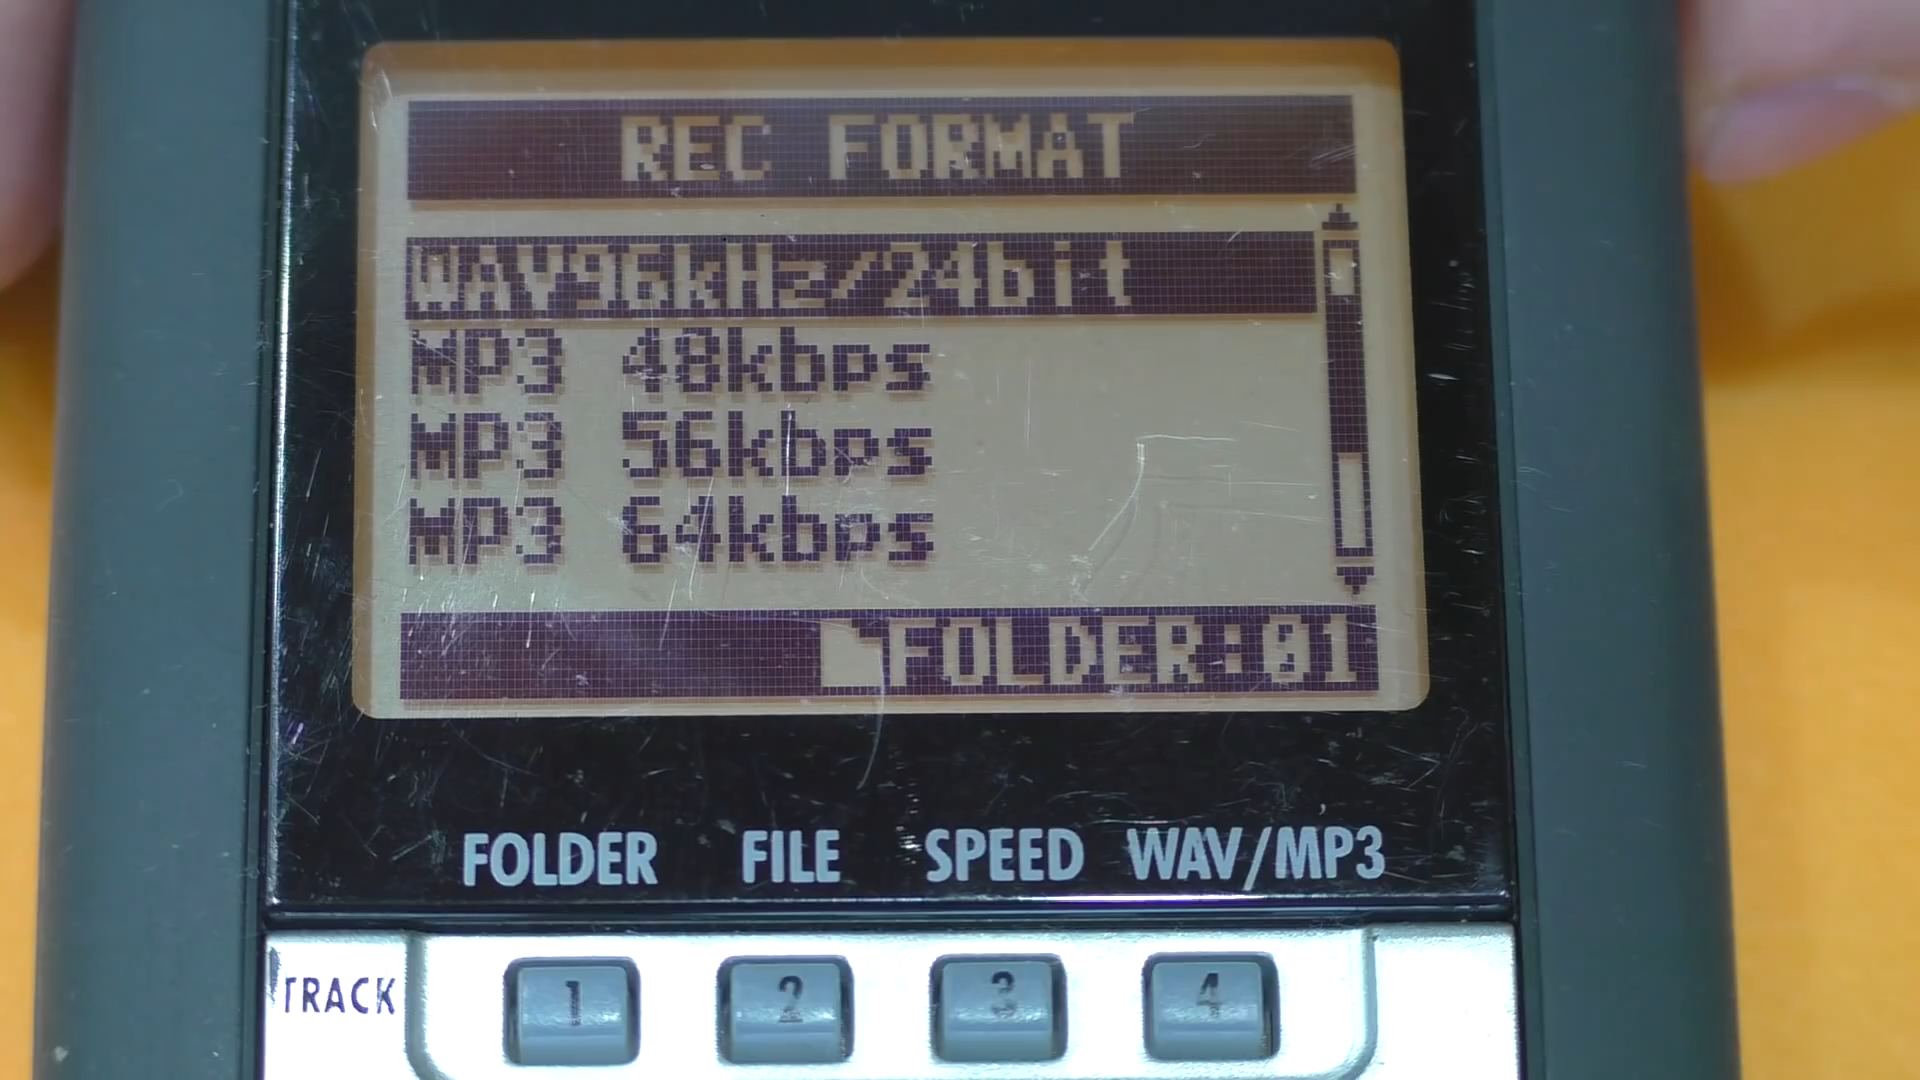 REC FORMAT
WAV96kHz/24bit
MP3 48kbps
MP3 56kbps
MP3 64kbps
FOLDER:01
FOLDER FILE SPEED WAV/MP3
TRACK 1 2 3 4